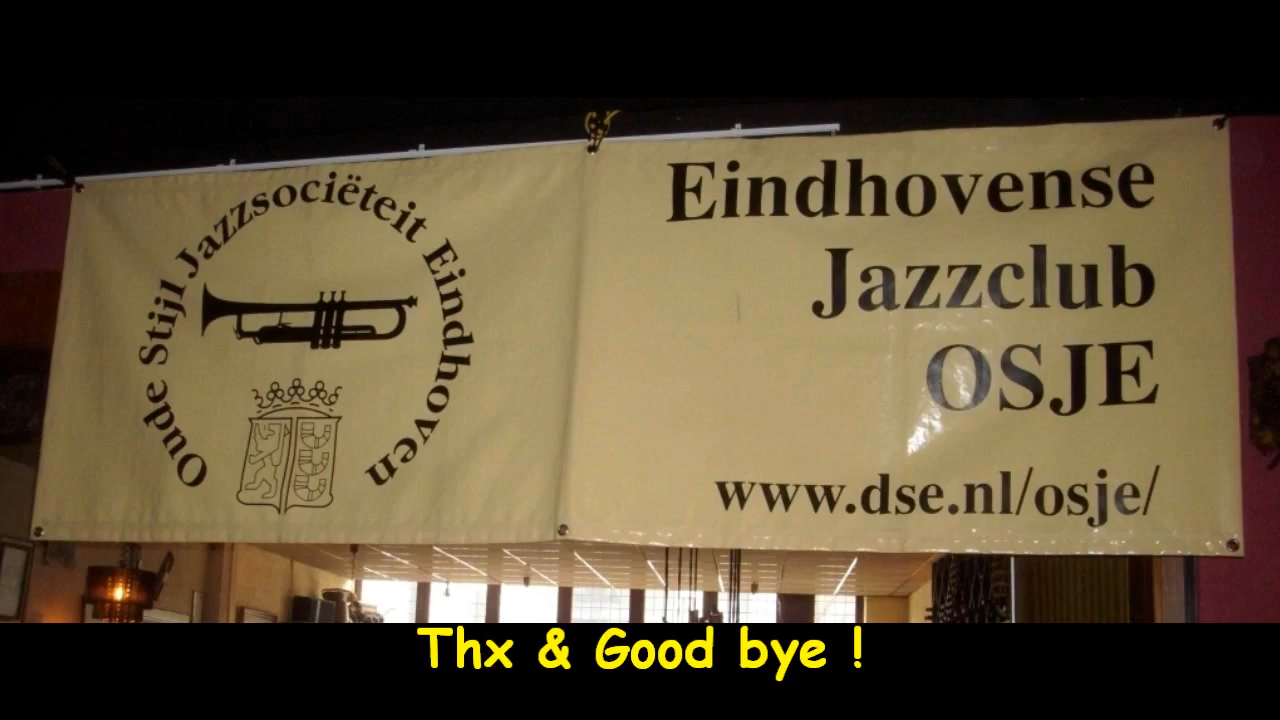 Oude Stijl Jazzsociëteit Eindhoven
Eindhovense
Jazzclub
OSJE
www.dse.nl/osje/
Thx & Good bye !